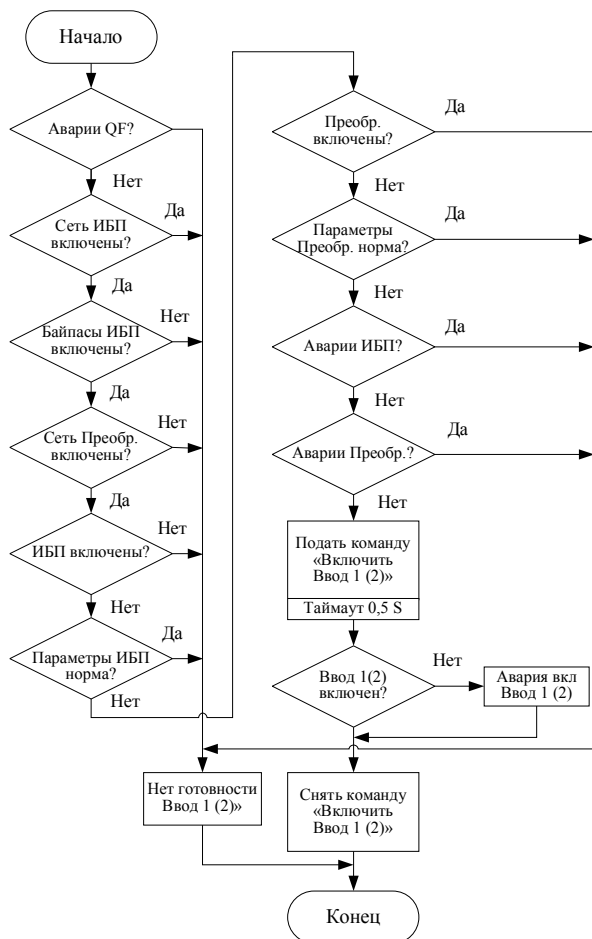 Начало
Аварии QF?
Нет
Сеть ИБП
включены?
Да
Да
Байпасы ИБП
включены?
Нет
Да
Сеть Преобр.
включены?
Нет
Да
ИБП включены?
Нет
Нет
Параметры ИБП
норма?
Да
Нет
Нет готовности
Ввод 1 (2)»
Преобр.
включены?
Да
Нет
Параметры
Преобр. норма?
Да
Нет
Аварии ИБП?
Да
Нет
Аварии Преобр.?
Да
Нет
Подать команду
«Включить
Ввод 1 (2)»
Таймаут 0,5 S
Ввод 1(2)
включен?
Нет
Авария вкл
Ввод 1 (2)
Снять команду
«Включить
Ввод 1 (2)»
Конец